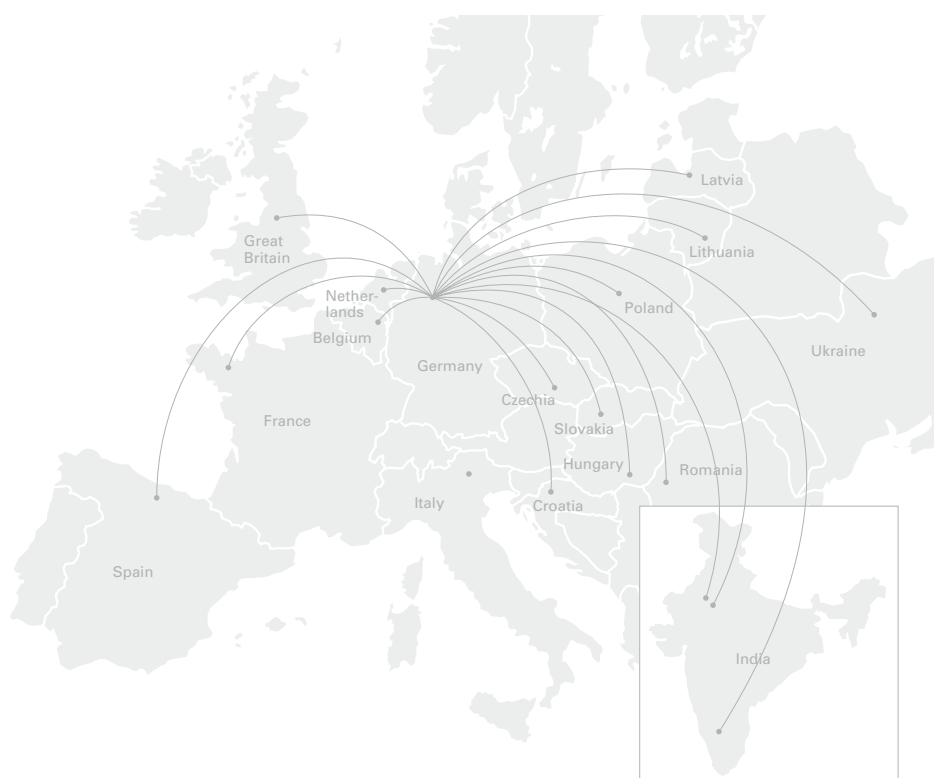 Latvia
Great
Britain
Lithuania
Nether-
lands
Poland
Belgium
Ukraine
Germany
Czechia
France
Slovakia
Hungary
Romania
Italy
Croatia
Spain
India